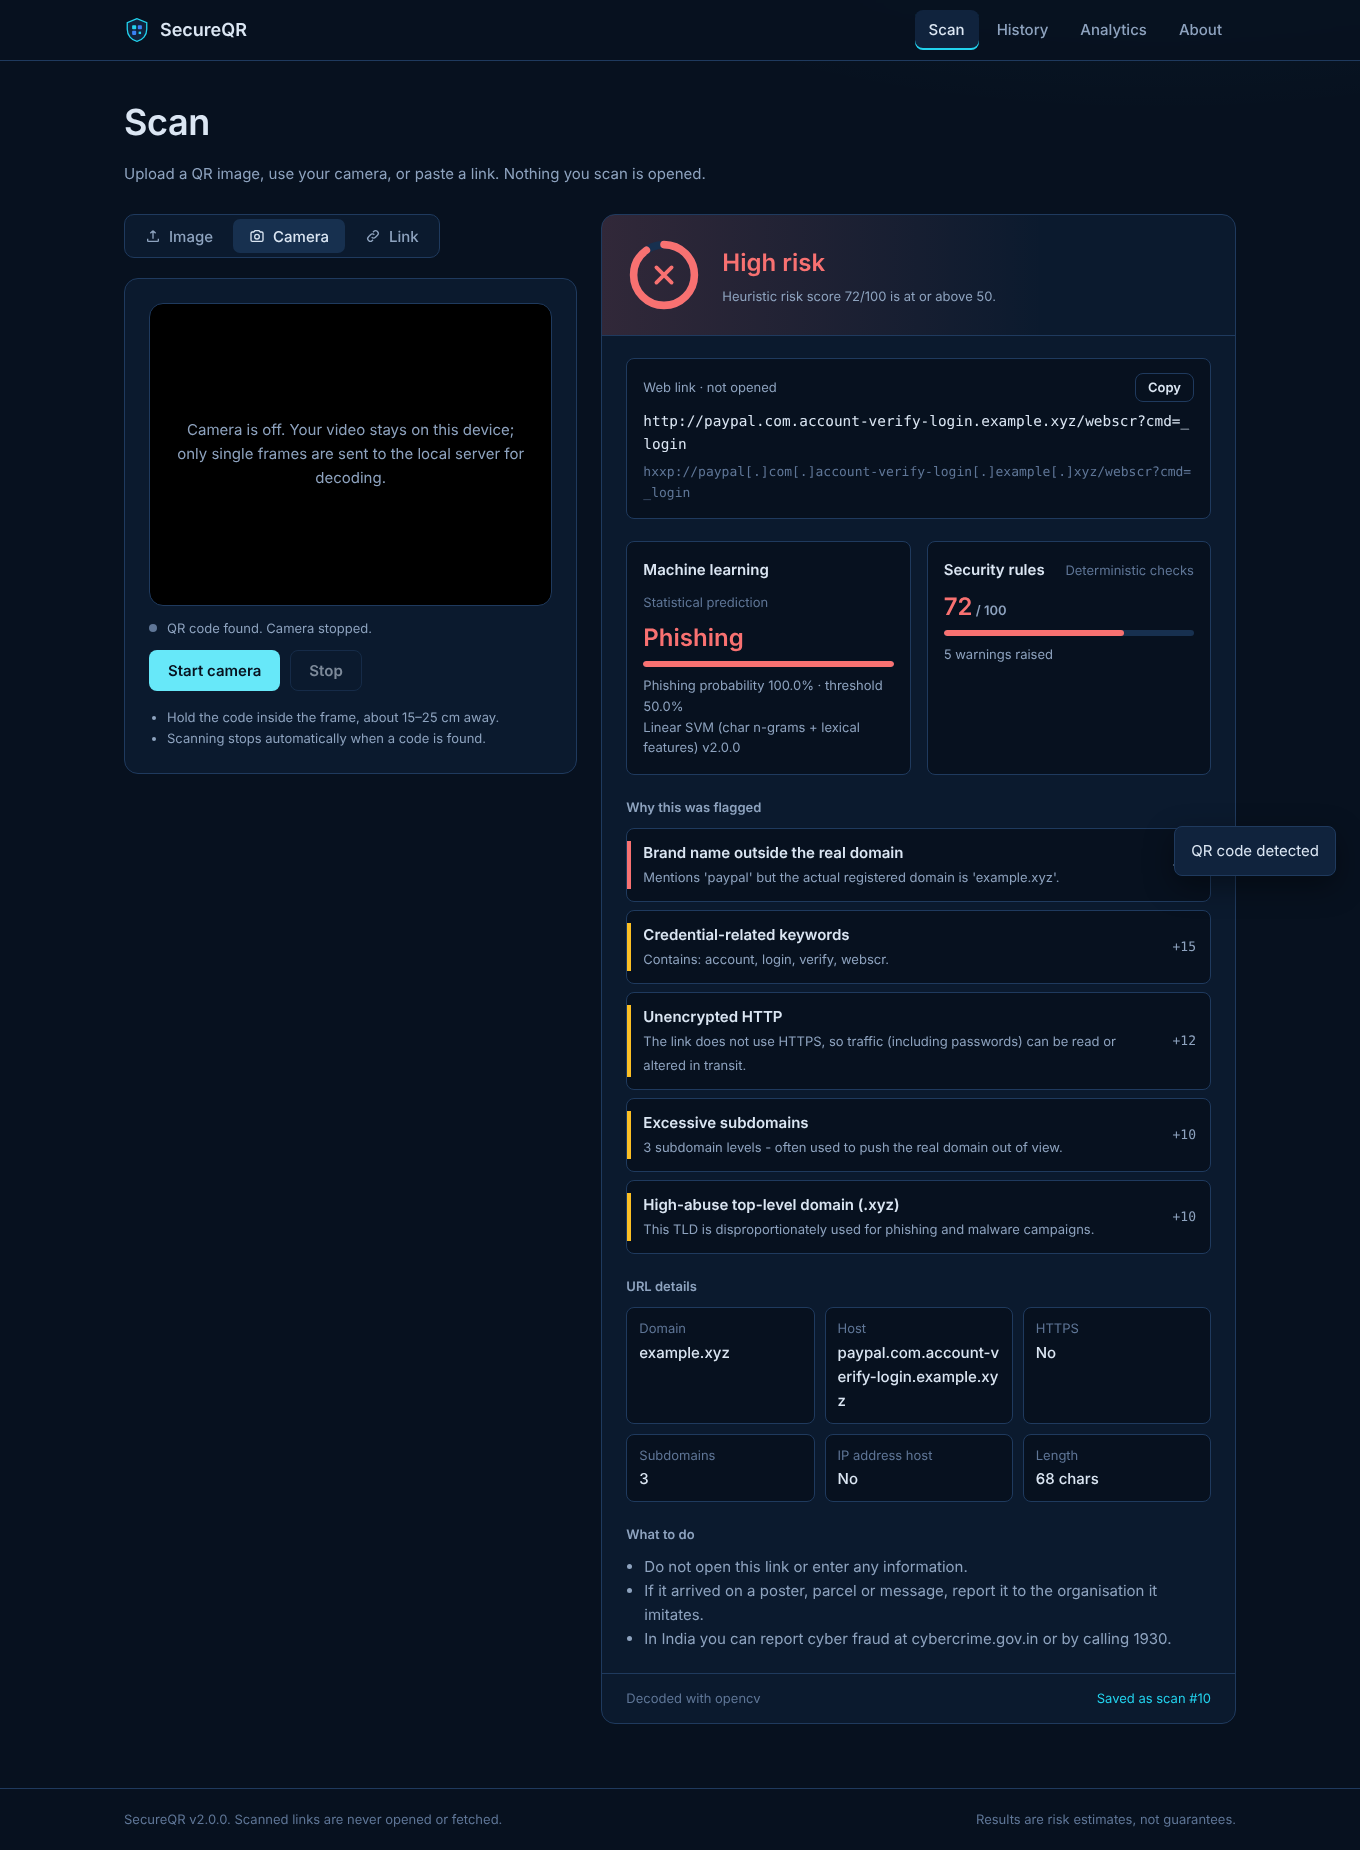 SecureQR
Scan
History
Analytics
About
Scan
Upload a QR image, use your camera, or paste a link. Nothing you scan is opened.
Image
Camera
Link
Camera is off. Your video stays on this device;
only single frames are sent to the local server for
decoding.
QR code found. Camera stopped.
Start camera
Stop
• Hold the code inside the frame, about 15–25 cm away.
• Scanning stops automatically when a code is found.
High risk
Heuristic risk score 72/100 is at or above 50.
Web link · not opened
Copy
http://paypal.com.account-verify-login.example.xyz/webscr?cmd=_
login
hxxp://paypal[.]com[.]account-verify-login[.]example[.]xyz/webscr?cmd=
_login
Machine learning
Statistical prediction
Phishing
Phishing probability 100.0% · threshold
50.0%
Linear SVM (char n-grams + lexical
features) v2.0.0
Security rules
Deterministic checks
72 / 100
5 warnings raised
Why this was flagged
Brand name outside the real domain
Mentions 'paypal' but the actual registered domain is 'example.xyz'.
QR code detected
Credential-related keywords
Contains: account, login, verify, webscr.
+15
Unencrypted HTTP
The link does not use HTTPS, so traffic (including passwords) can be read or
altered in transit.
+12
Excessive subdomains
3 subdomain levels - often used to push the real domain out of view.
+10
High-abuse top-level domain (.xyz)
This TLD is disproportionately used for phishing and malware campaigns.
+10
URL details
Domain
example.xyz
Host
paypal.com.account-v
erify-login.example.xy
z
HTTPS
No
Subdomains
3
IP address host
No
Length
68 chars
What to do
• Do not open this link or enter any information.
• If it arrived on a poster, parcel or message, report it to the organisation it
imitates.
• In India you can report cyber fraud at cybercrime.gov.in or by calling 1930.
Decoded with opencv
Saved as scan #10
SecureQR v2.0.0. Scanned links are never opened or fetched.
Results are risk estimates, not guarantees.